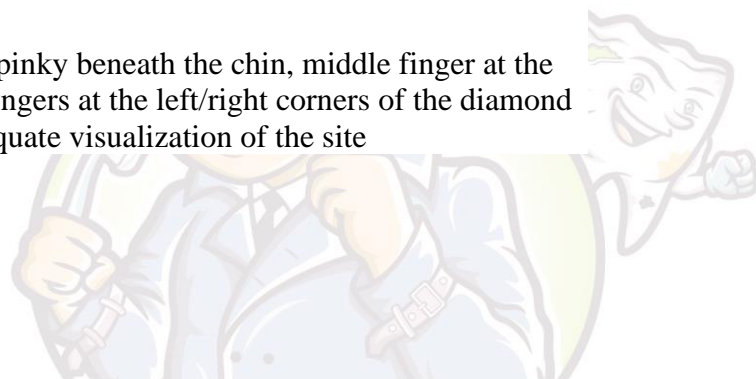 pinky beneath the chin, middle finger at the
ngers at the left/right corners of the diamond
quate visualization of the site